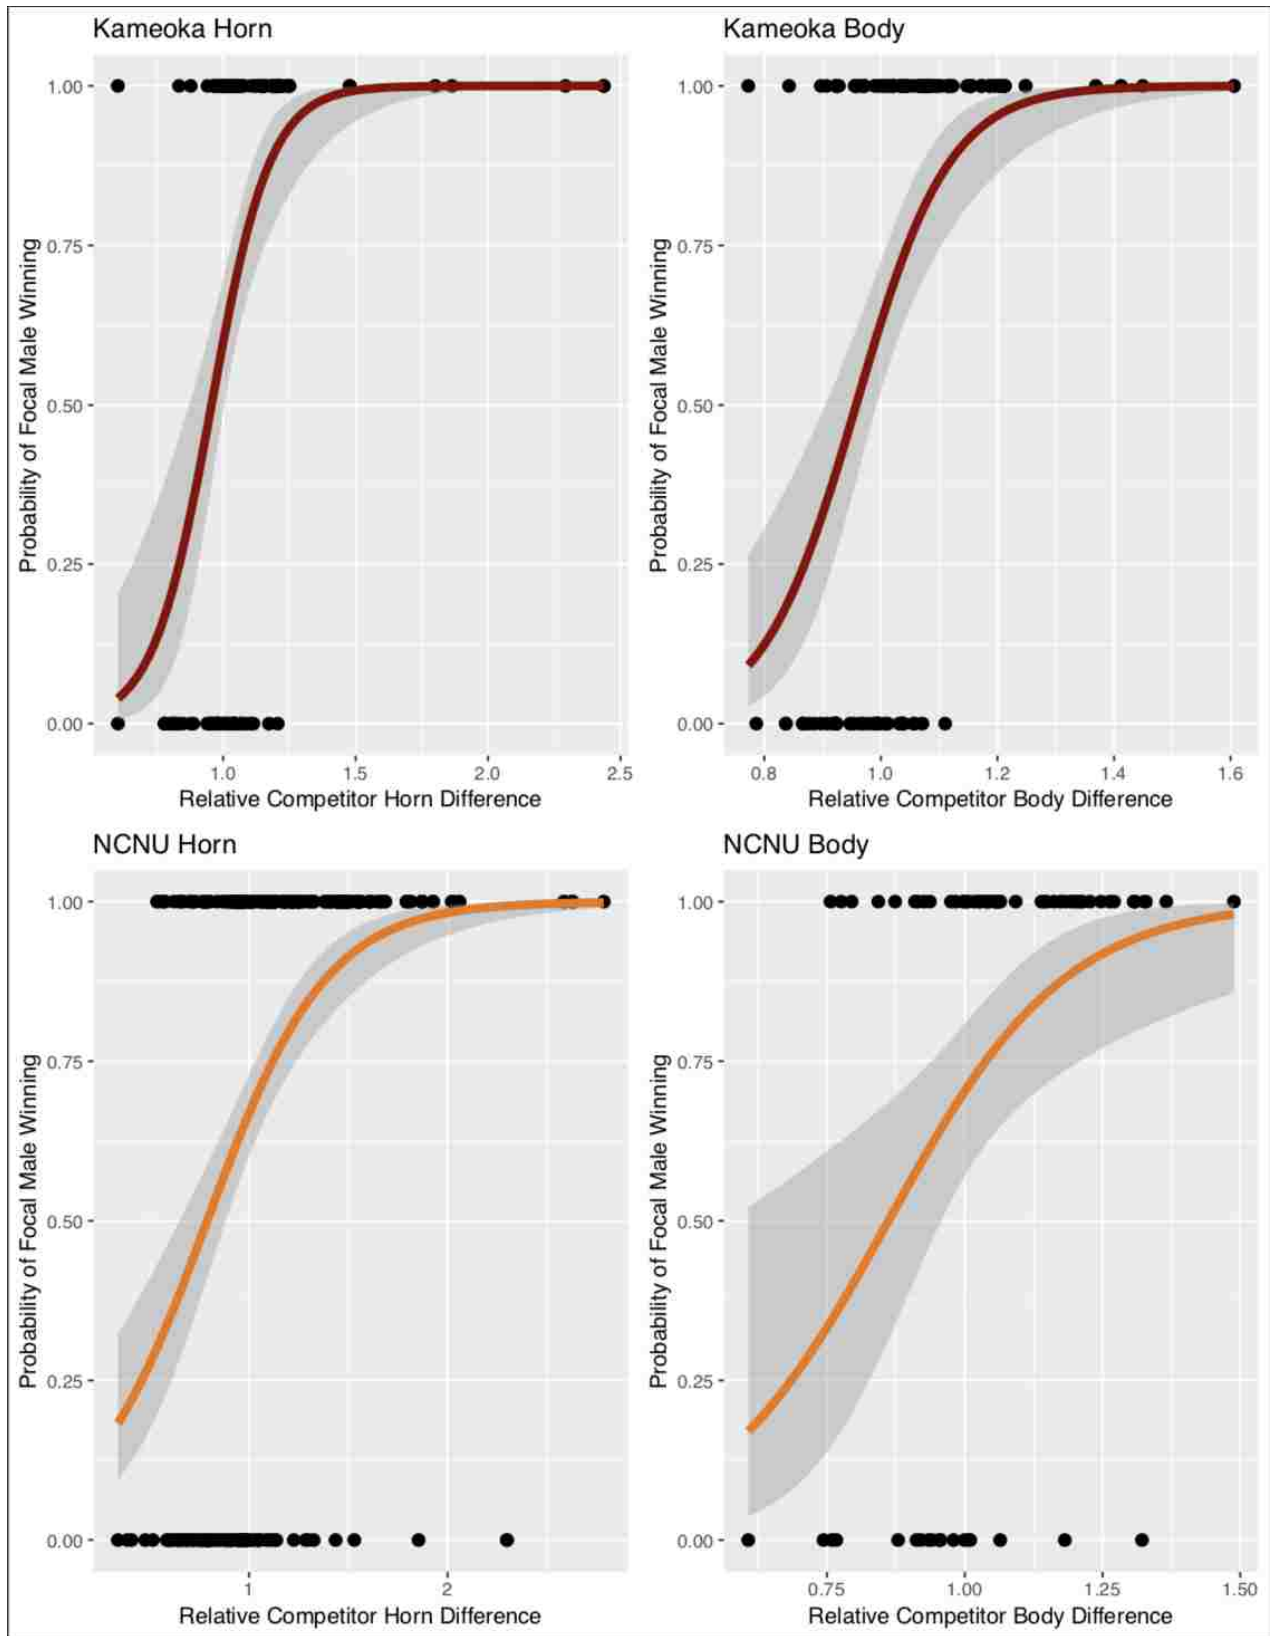 Kameoka Horn
Probability of Focal Male Winning
1.00
0.75
0.50
0.25
0.00
1.0 1.5 2.0 2.5
Relative Competitor Horn Difference
Kameoka Body
Probability of Focal Male Winning
1.00
0.75
0.50
0.25
0.00
0.8 1.0 1.2 1.4 1.6
Relative Competitor Body Difference
NCNU Horn
Probability of Focal Male Winning
1.00
0.75
0.50
0.25
0.00
1 2
Relative Competitor Horn Difference
NCNU Body
Probability of Focal Male Winning
1.00
0.75
0.50
0.25
0.00
0.75 1.00 1.25 1.50
Relative Competitor Body Difference